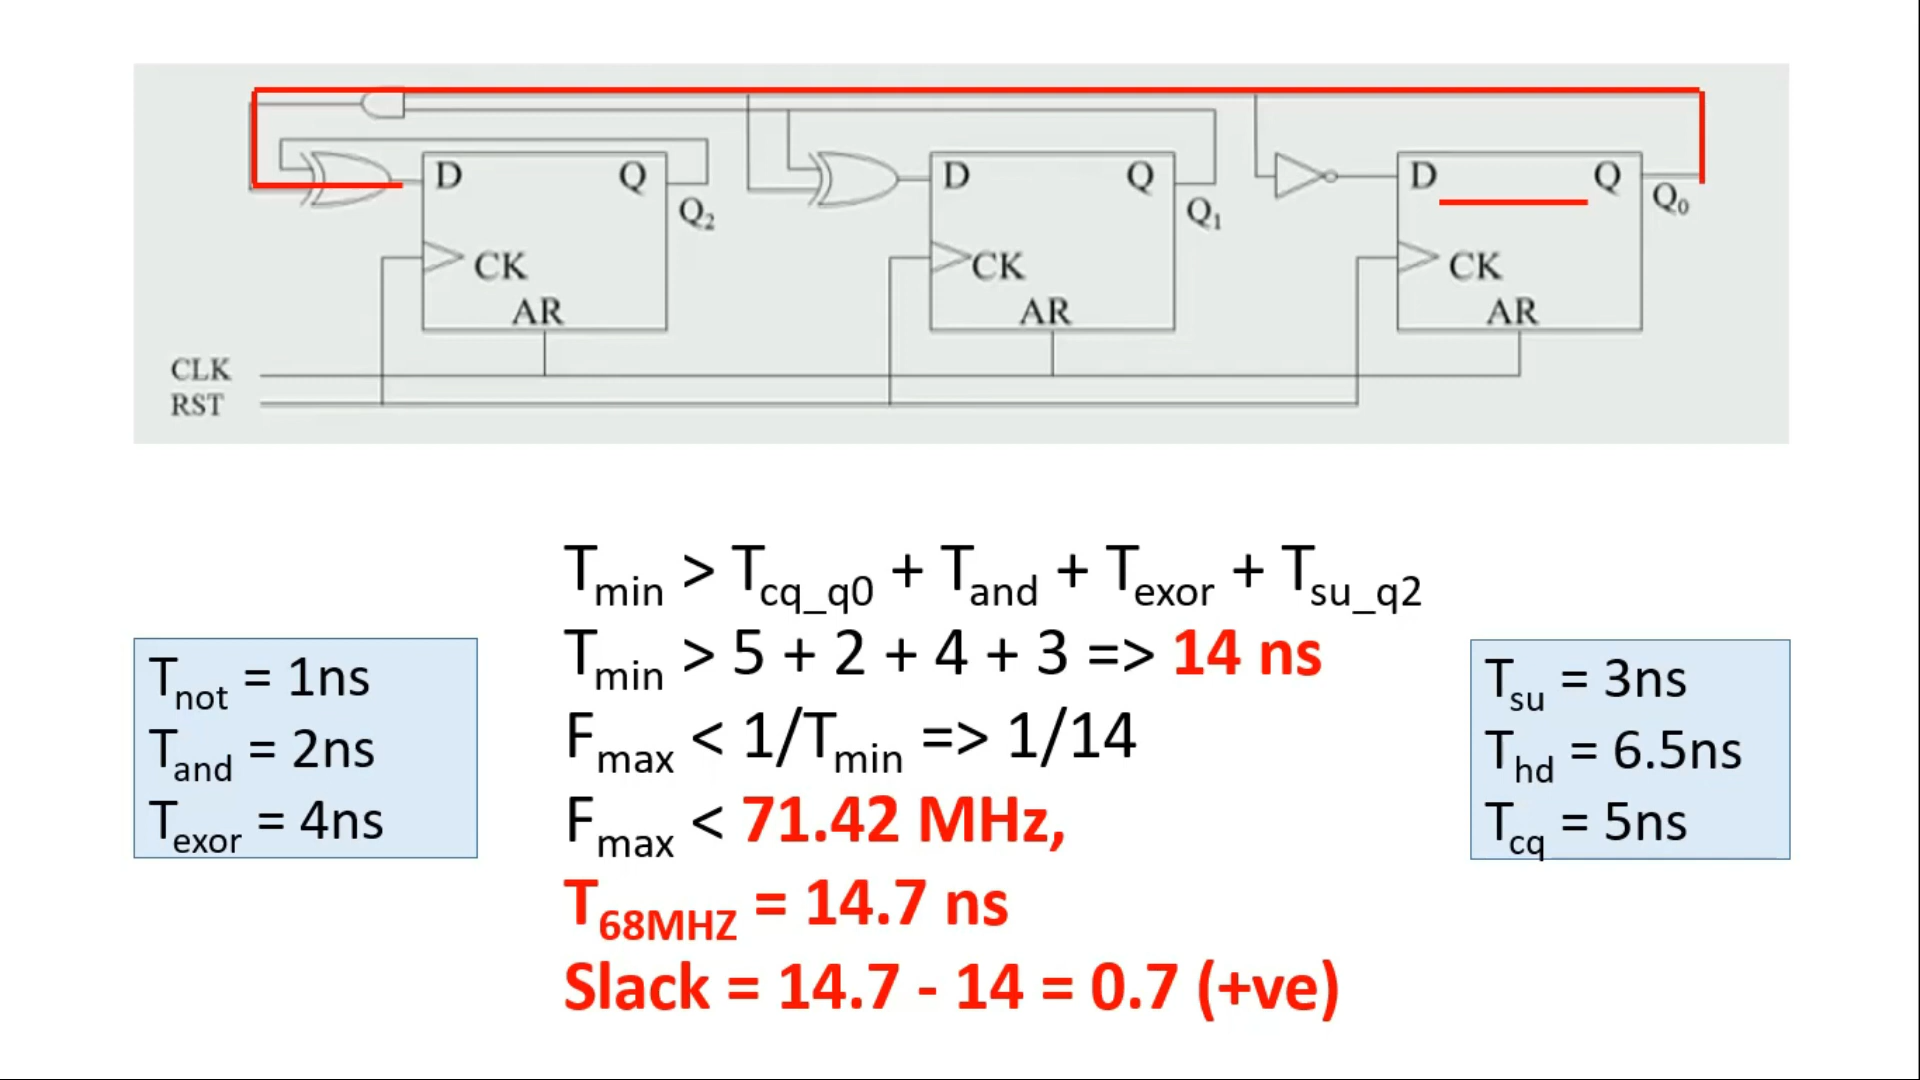 D Q D Q D Q
Q2 Q1 Q0
CK CK CK
AR AR AR
CLK
RST
Tmin > Tcq_q0 + Tand + Texor + Tsu_q2
Tmin > 5 + 2 + 4 + 3 => 14 ns
Fmax < 1/Tmin => 1/14
Fmax < 71.42 MHz,
T68MHZ = 14.7 ns
Slack = 14.7 - 14 = 0.7 (+ve)
Tnot = 1ns
Tand = 2ns
Texor = 4ns
Tsu = 3ns
Thd = 6.5ns
Tcq = 5ns